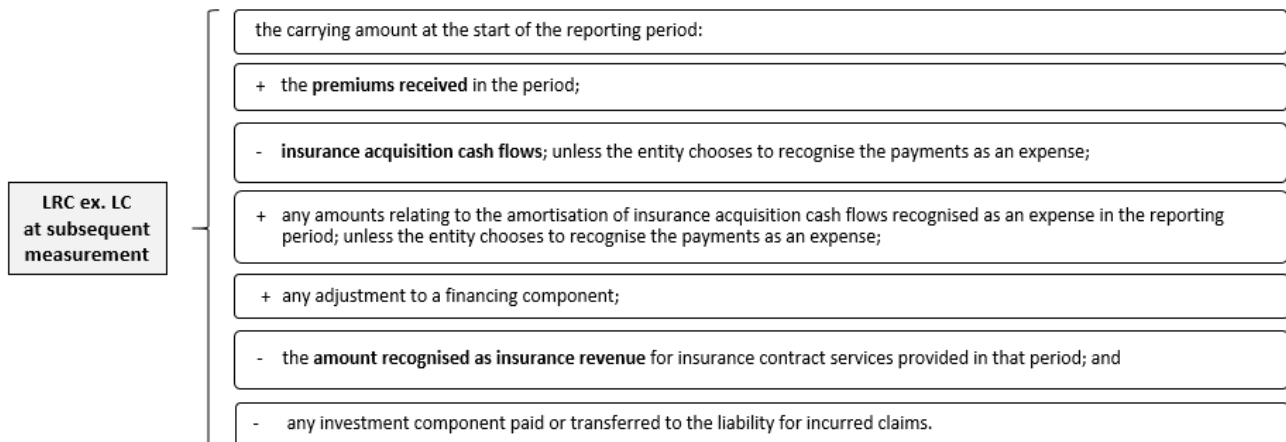 the carrying amount at the start of the reporting period:
+ the premiums received in the period;
- insurance acquisition cash flows; unless the entity chooses to recognise the payments as an expense;
LRC ex. LC
at subsequent
measurement
+ any amounts relating to the amortisation of insurance acquisition cash flows recognised as an expense in the reporting
period; unless the entity chooses to recognise the payments as an expense;
+ any adjustment to a financing component;
- the amount recognised as insurance revenue for insurance contract services provided in that period; and
- any investment component paid or transferred to the liability for incurred claims.